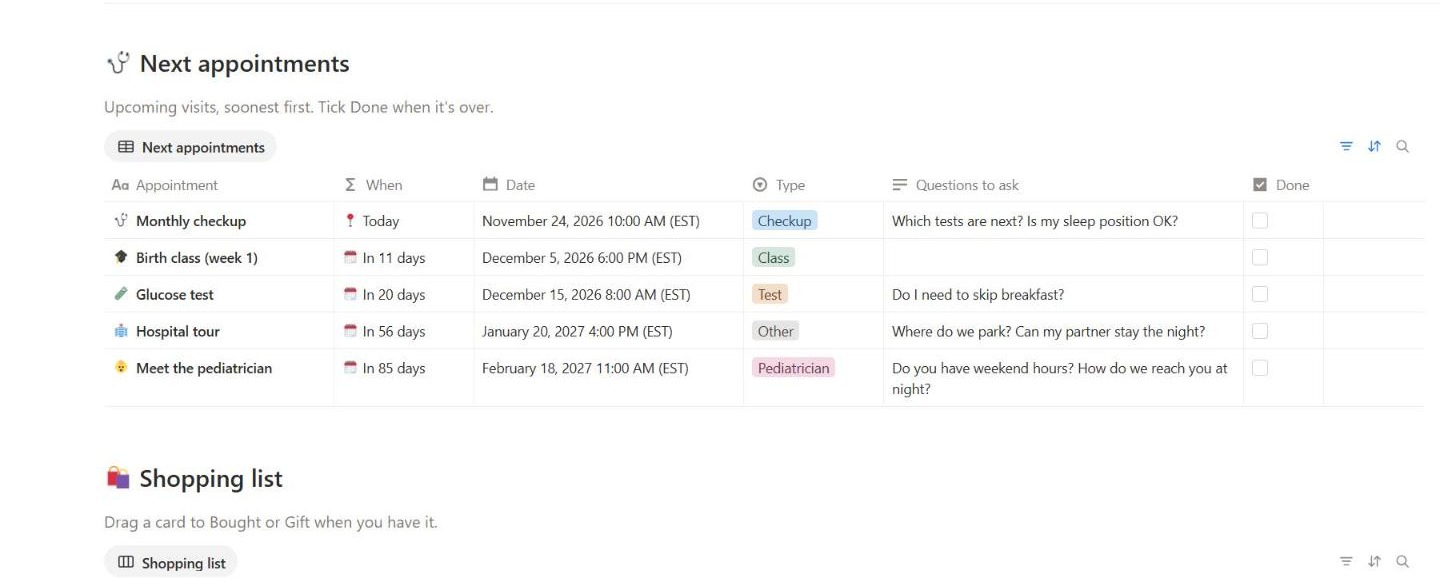 Next appointments
Upcoming visits, soonest first. Tick Done when it's over.
Next appointments
Aa Appointment Σ When Date Type Questions to ask Done
Monthly checkup Today November 24, 2026 10:00 AM (EST) Checkup Which tests are next? Is my sleep position OK?
Birth class (week 1) In 11 days December 5, 2026 6:00 PM (EST) Class
Glucose test In 20 days December 15, 2026 8:00 AM (EST) Test Do I need to skip breakfast?
Hospital tour In 56 days January 20, 2027 4:00 PM (EST) Other Where do we park? Can my partner stay the night?
Meet the pediatrician In 85 days February 18, 2027 11:00 AM (EST) Pediatrician Do you have weekend hours? How do we reach you at
night?
Shopping list
Drag a card to Bought or Gift when you have it.
Shopping list